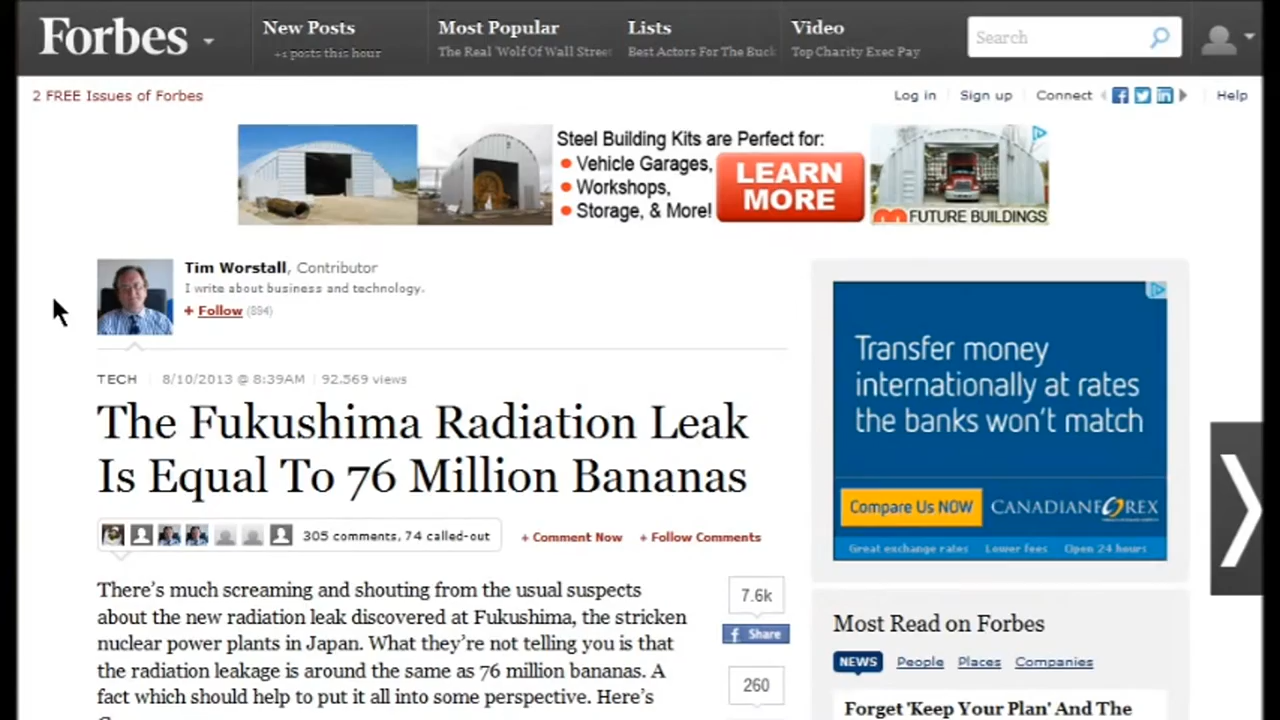 Forbes
New Posts
+1 posts this hour
Most Popular
The Real 'Wolf Of Wall Street
Lists
Best Actors For The Buck
Video
Top Charity Exec Pay
Search
2 FREE Issues of Forbes
Log in
Sign up
Connect
Help
Steel Building Kits are Perfect for:
• Vehicle Garages,
• Workshops,
• Storage, & More!
LEARN
MORE
FUTURE BUILDINGS
Tim Worstall, Contributor
I write about business and technology.
+ Follow (894)
TECH
8/10/2013 @ 8:39AM
92,569 views
The Fukushima Radiation Leak
Is Equal To 76 Million Bananas
305 comments, 74 called-out
+ Comment Now
+ Follow Comments
There's much screaming and shouting from the usual suspects
about the new radiation leak discovered at Fukushima, the stricken
nuclear power plants in Japan. What they're not telling you is that
the radiation leakage is around the same as 76 million bananas. A
fact which should help to put it all into some perspective. Here's
7.6k
f Share
260
Transfer money
internationally at rates
the banks won't match
Compare Us NOW
CANADIANFOREX
Great exchange rates
Lower fees
Open 24 hours
Most Read on Forbes
NEWS
People
Places
Companies
Forget 'Keep Your Plan' And The